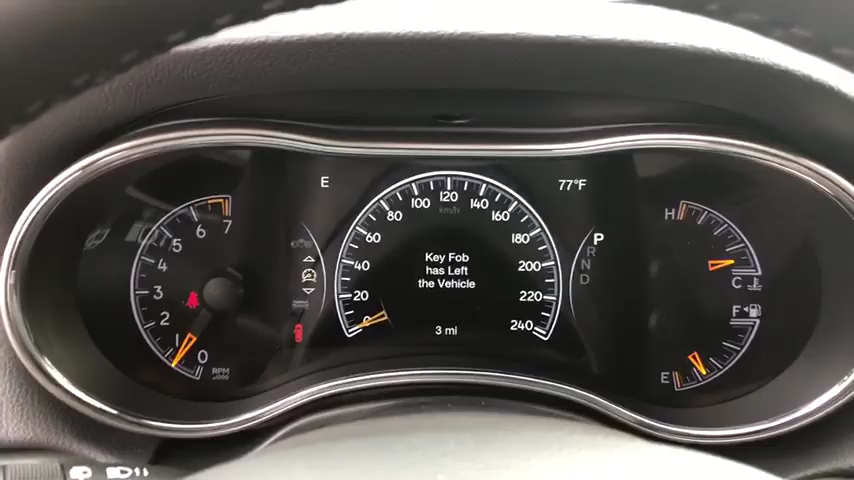 E
77°F
7
6
5
4
3
2
1
0
RPM
x1000
120
100
140
80
160
60
180
40
200
20
220
0
240
km/h
Key Fob
has Left
the Vehicle
3 mi
P
R
N
D
H
C
F
E